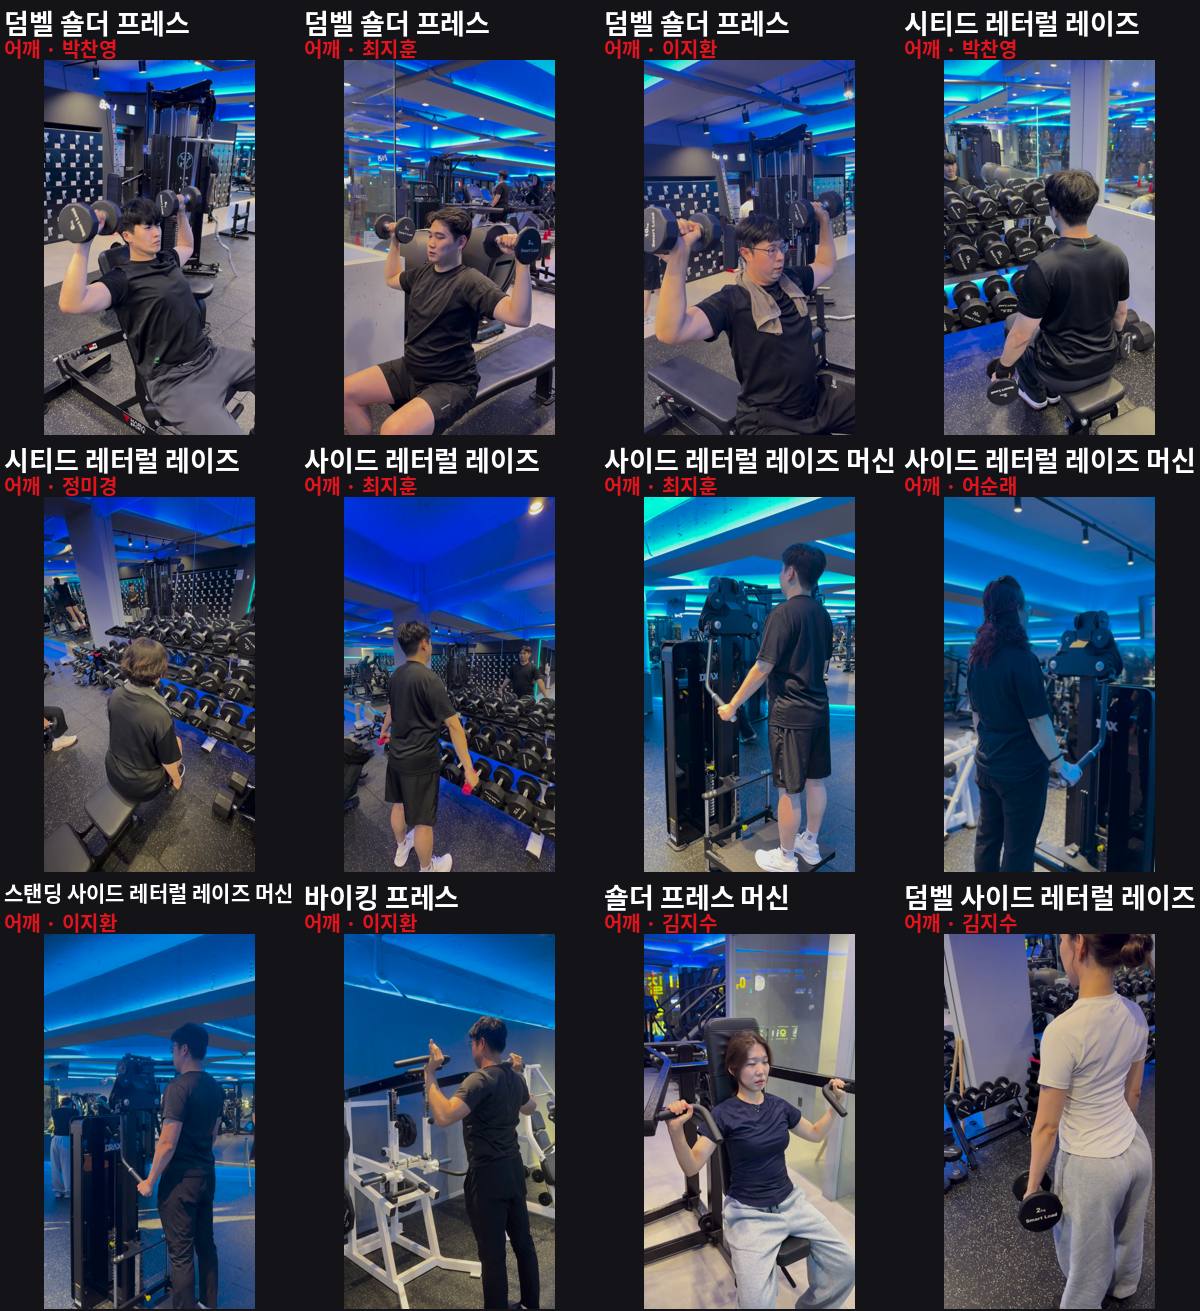 덤벨 숄더 프레스
어깨 · 박찬영
덤벨 숄더 프레스
어깨 · 최지훈
덤벨 숄더 프레스
어깨 · 이지환
시티드 레터럴 레이즈
어깨 · 박찬영
시티드 레터럴 레이즈
어깨 · 정미경
사이드 레터럴 레이즈
어깨 · 최지훈
사이드 레터럴 레이즈 머신
어깨 · 최지훈
사이드 레터럴 레이즈 머신
어깨 · 어순래
스탠딩 사이드 레터럴 레이즈 머신
어깨 · 이지환
바이킹 프레스
어깨 · 이지환
숄더 프레스 머신
어깨 · 김지수
덤벨 사이드 레터럴 레이즈
어깨 · 김지수
2kg
Smart Load